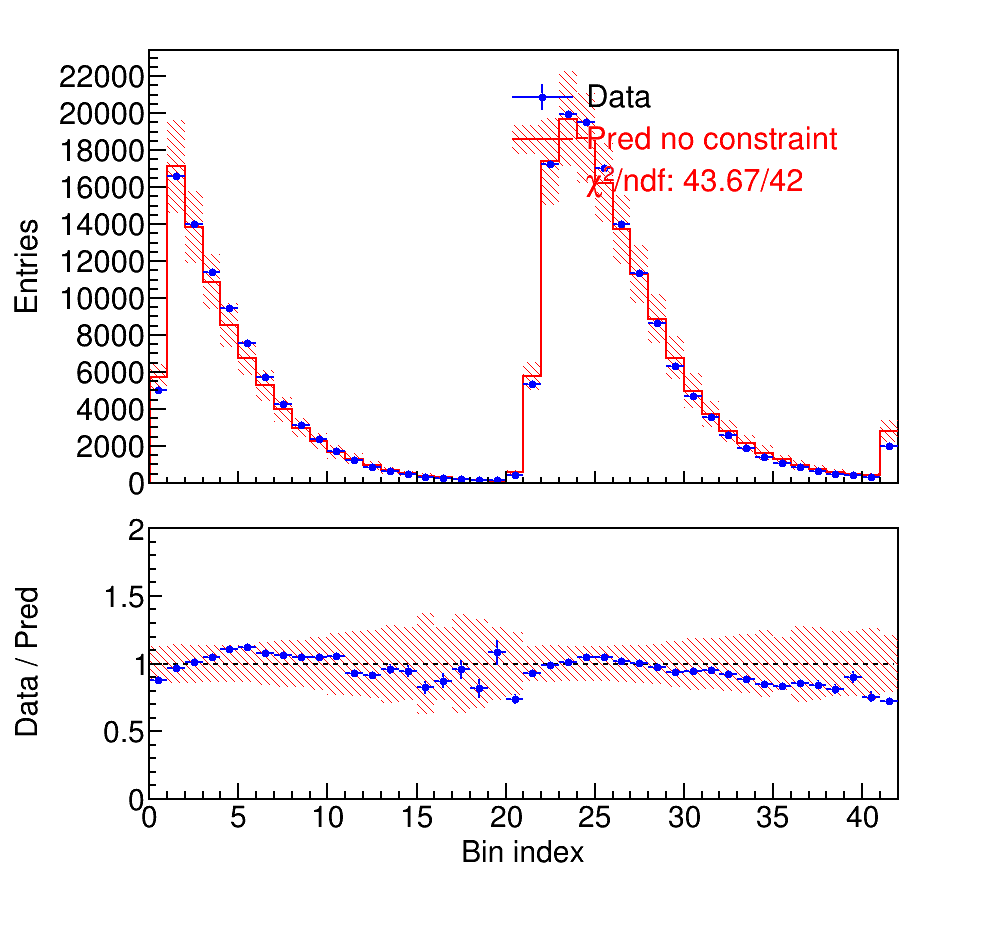 22000
20000
18000
16000
14000
12000
10000
8000
6000
4000
2000
0
Entries
Data
Pred no constraint
χ²/ndf: 43.67/42
2
1.5
1
0.5
0
Data / Pred
0 5 10 15 20 25 30 35 40
Bin index